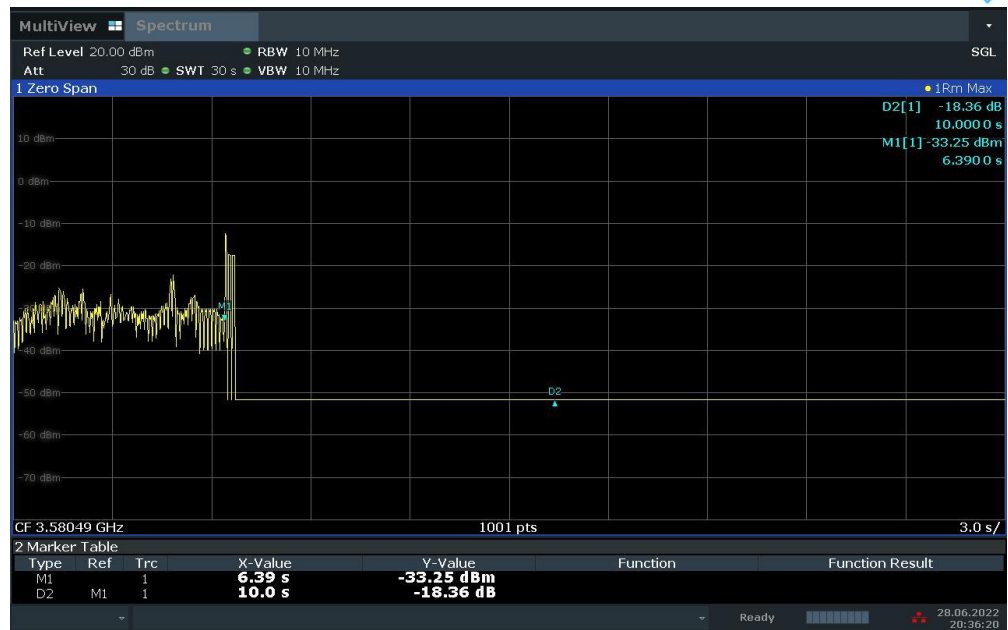 MultiView Spectrum
Ref Level 20.00 dBm RBW 10 MHz SGL
Att 30 dB SWT 30 s VBW 10 MHz
1 Zero Span 1Rm Max
D2[1] -18.36 dB
10.000 0 s
10 dBm
M1[1] -33.25 dBm
6.390 0 s
0 dBm
-10 dBm
-20 dBm
M1
-40 dBm
-50 dBm
D2
-60 dBm
-70 dBm
CF 3.58049 GHz 1001 pts 3.0 s/
2 Marker Table
Type Ref Trc X-Value Y-Value Function Function Result
M1 1 6.39 s -33.25 dBm
D2 M1 1 10.0 s -18.36 dB
Ready 28.06.2022
20:36:20